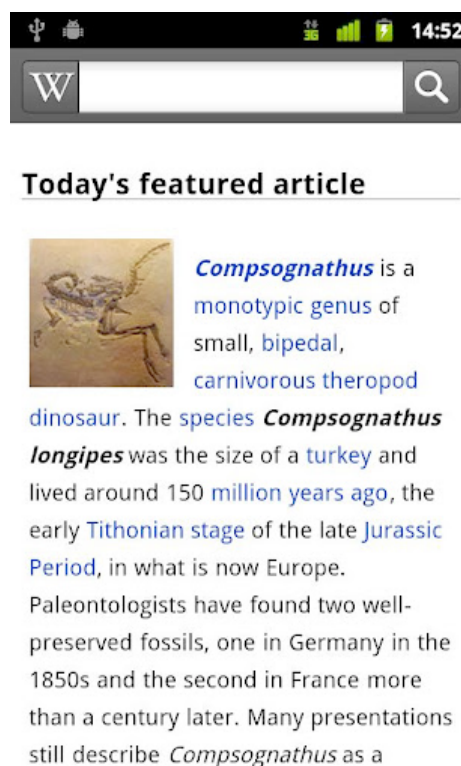 3G
14:52
W
Today's featured article
Compsognathus is a
monotypic genus of
small, bipedal,
carnivorous theropod
dinosaur. The species Compsognathus
longipes was the size of a turkey and
lived around 150 million years ago, the
early Tithonian stage of the late Jurassic
Period, in what is now Europe.
Paleontologists have found two well-
preserved fossils, one in Germany in the
1850s and the second in France more
than a century later. Many presentations
still describe Compsognathus as a